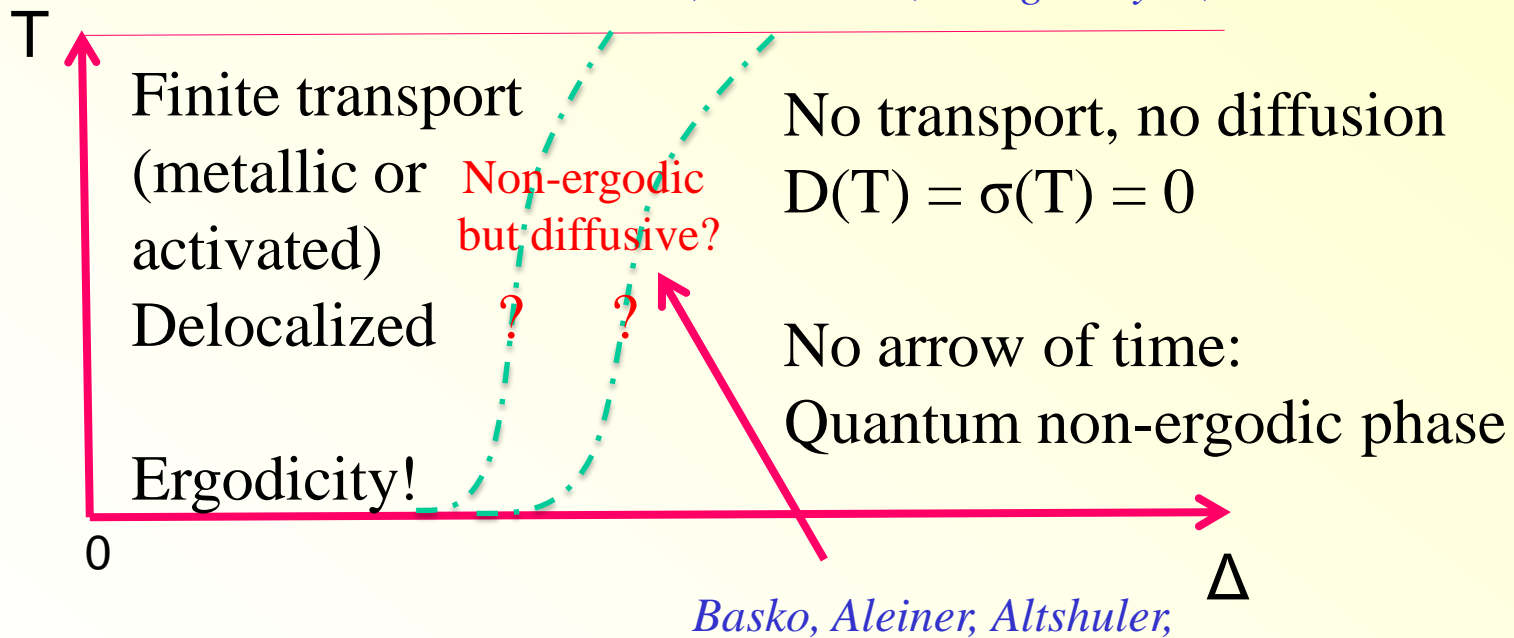 T
Finite transport
(metallic or
activated)
Delocalized
Ergodicity!
Non-ergodic
but diffusive?
? ?
No transport, no diffusion
D(T) = σ(T) = 0
No arrow of time:
Quantum non-ergodic phase
0
Δ
Basko, Aleiner, Altshuler,